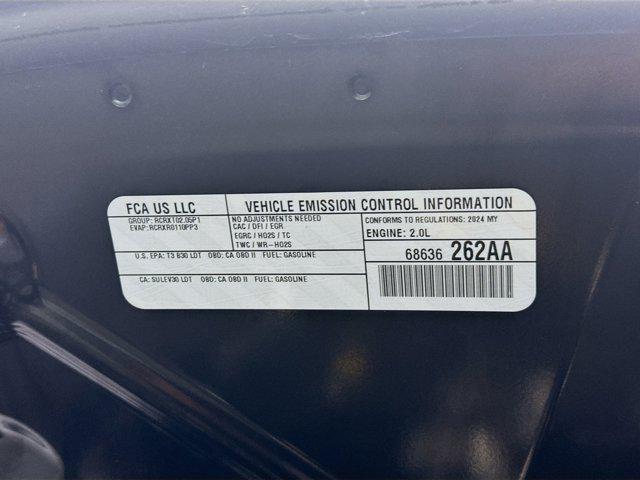 FCA US LLC
GROUP: RCRXT02.05P1
EVAP: RCRXR0110PP3
VEHICLE EMISSION CONTROL INFORMATION
NO ADJUSTMENTS NEEDED
CAC / DFI / EGR
EGRC / HO2S / TC
TWC / WR-HO2S
CONFORMS TO REGULATIONS: 2024 MY
ENGINE: 2.0L
U.S. EPA: T3 B30 LDT OBD: CA OBD II FUEL: GASOLINE
CA: SULEV30 LDT OBD: CA OBD II FUEL: GASOLINE
68636 262AA